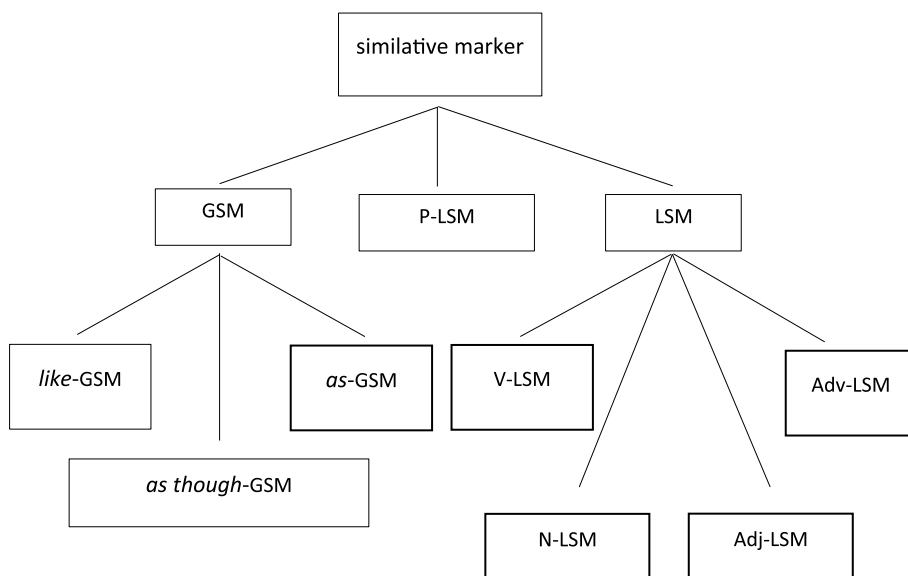 similative marker
GSM
P-LSM
LSM
like-GSM
as-GSM
V-LSM
Adv-LSM
as though-GSM
N-LSM
Adj-LSM